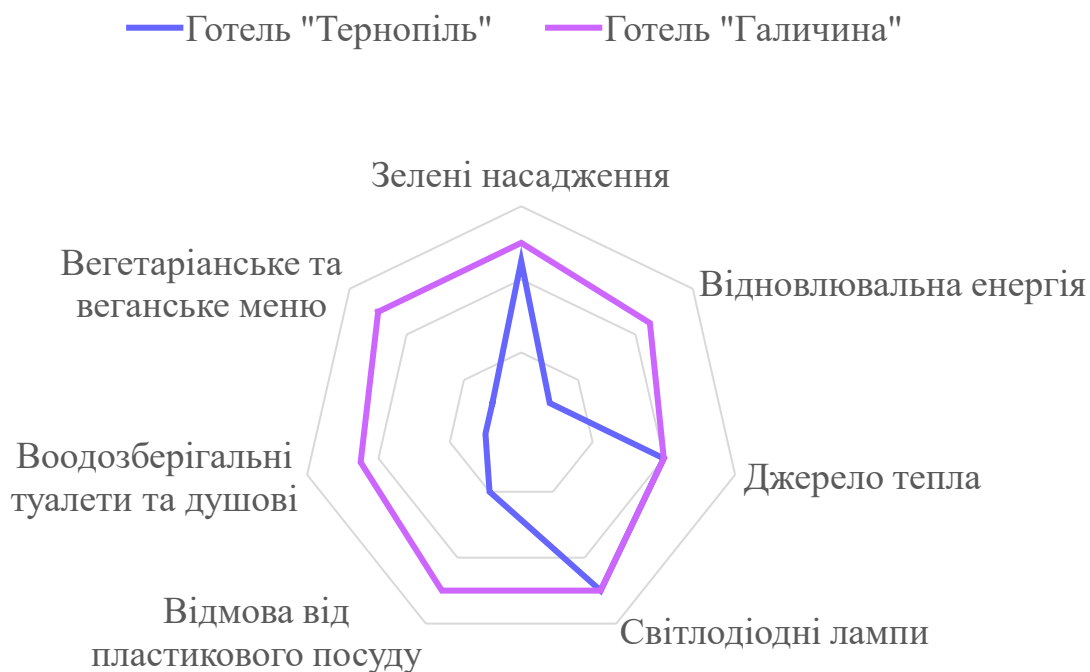 Готель "Тернопіль" Готель "Галичина"
Зелені насадження
Відновлювальна енергія
Джерело тепла
Світлодіодні лампи
Відмова від
пластикового посуду
Воодозберігальні
туалети та душові
Вегетаріанське та
веганське меню